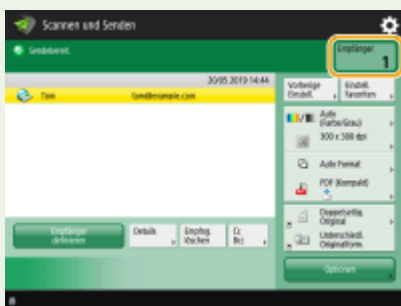 Scannen und Senden
Sendebereit.
Empfänger
1
20/05 2019 14:44
Tom
tom@example.com
Vorherige
Einstell.
Einstell.
Favoriten
Auto
(Farbe/Grau)
300 x 300 dpi
Auto Format
PDF (Kompakt)
Doppelseitig.
Original
Unterschiedl.
Originalform.
Empfänger
definieren
Details
Empfng.
löschen
Cc
Bcc
Optionen